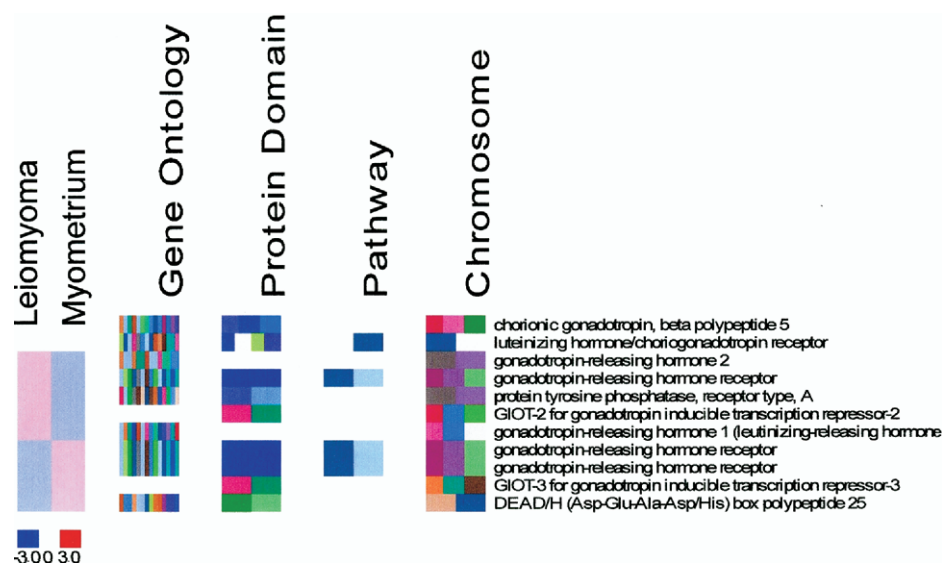 Leiomyoma
Myometrium
Gene Ontology
Protein Domain
Pathway
Chromosome
chorionic gonadotropin, beta polypeptide 5
luteinizing hormone/choriogonadotropin receptor
gonadotropin-releasing hormone 2
gonadotropin-releasing hormone receptor
protein tyrosine phosphatase, receptor type, A
GIOT-2 for gonadotropin inducible transcription repressor-2
gonadotropin-releasing hormone 1 (leutinizing-releasing hormone
gonadotropin-releasing hormone receptor
gonadotropin-releasing hormone receptor
GIOT-3 for gonadotropin inducible transcription repressor-3
DEAD/H (Asp-Glu-Ala-Asp/His) box polypeptide 25
-3.0 0 3.0